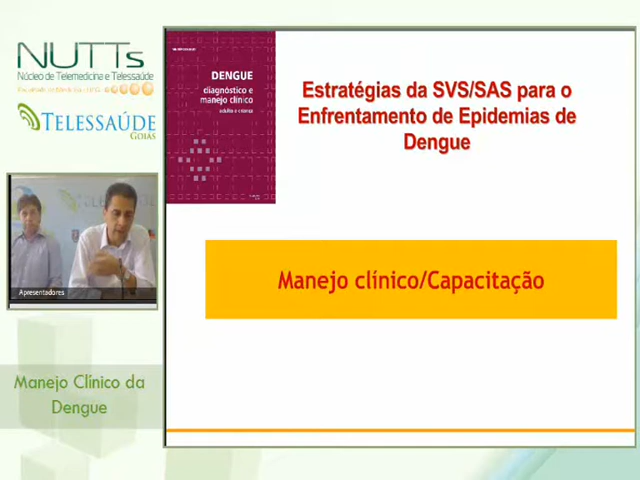 NUTTs
Núcleo de Telemedicina e Telessaúde
TELESSAÚDE
GOIÁS
Apresentadores
Manejo Clínico da
Dengue
DENGUE
diagnóstico e
manejo clínico
adulto e criança
Estratégias da SVS/SAS para o
Enfrentamento de Epidemias de
Dengue
Manejo clínico/Capacitação